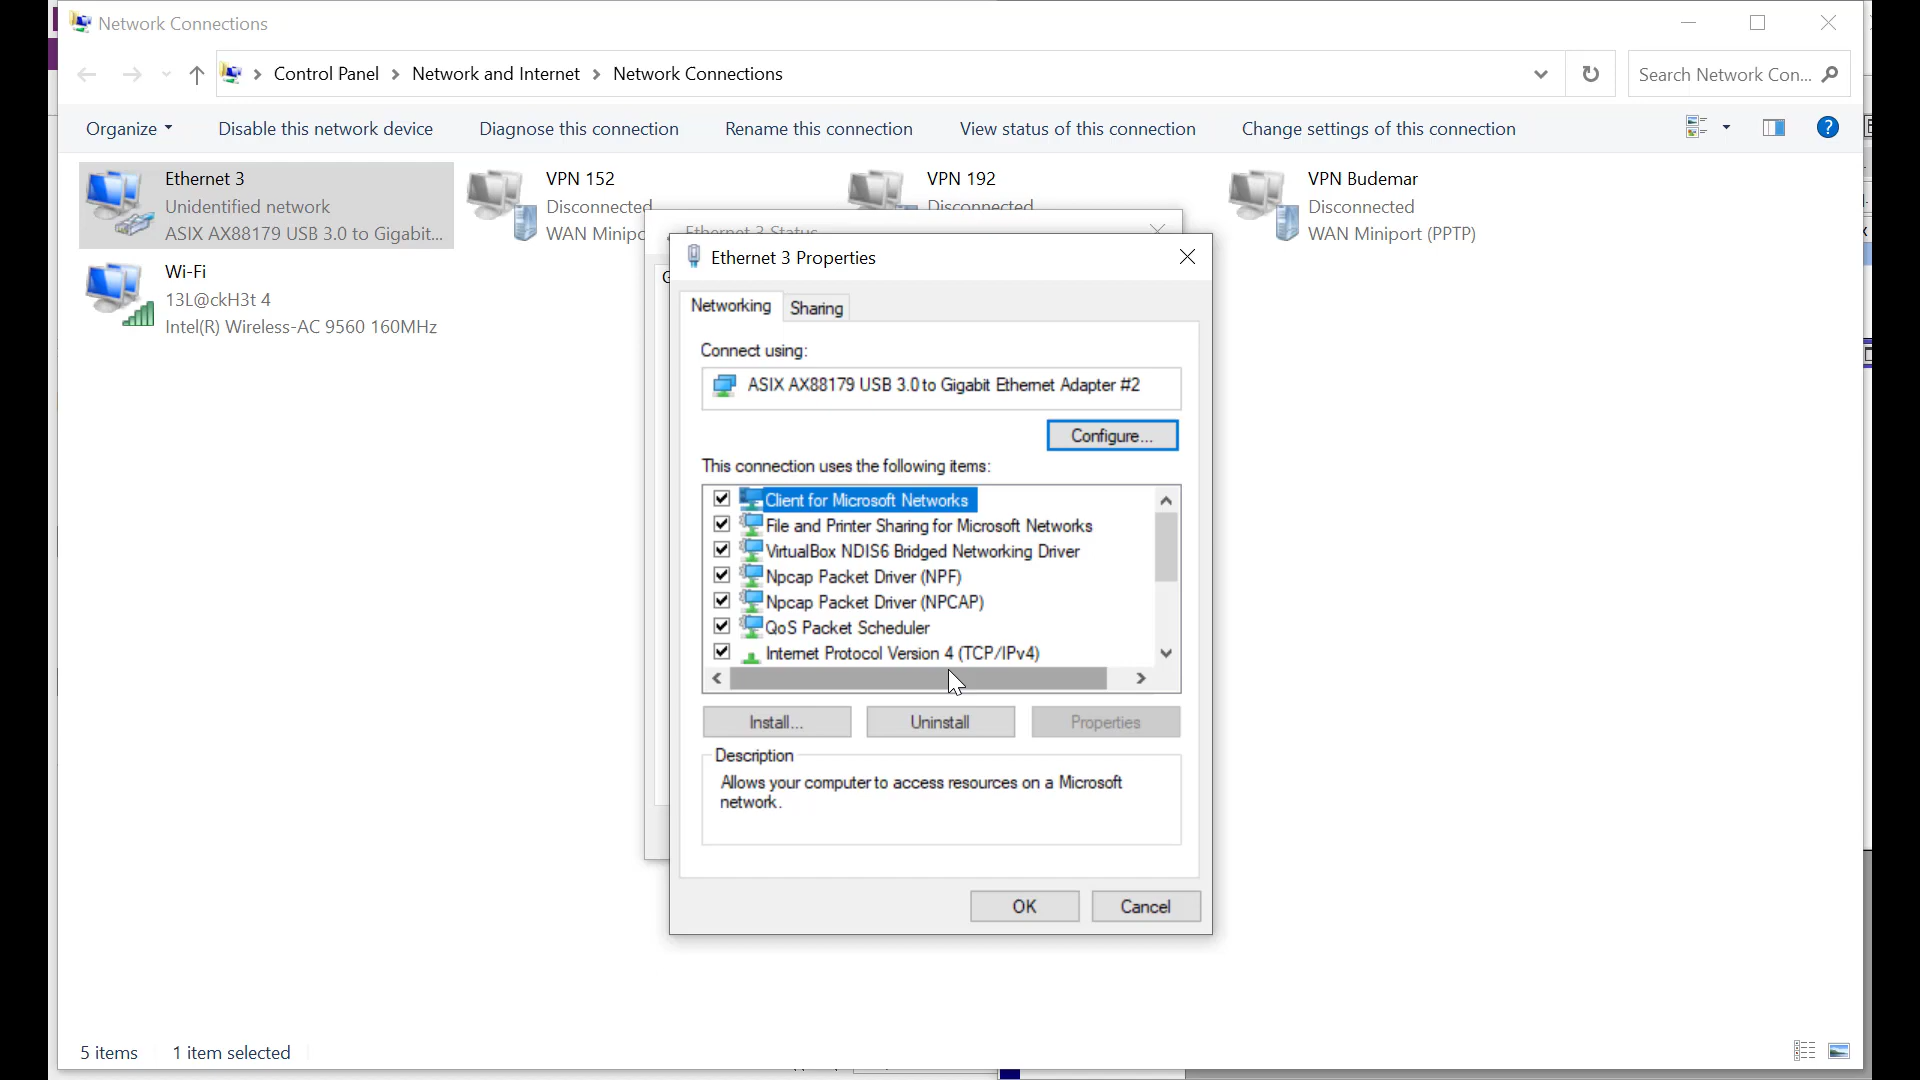 Network Connections
Control Panel > Network and Internet > Network Connections
Search Network Con...
Organize
Disable this network device
Diagnose this connection
Rename this connection
View status of this connection
Change settings of this connection
Ethernet 3
Unidentified network
ASIX AX88179 USB 3.0 to Gigabit...
VPN 152
Disconnected
WAN Minipo
VPN 192
Disconnected
VPN Budemar
Disconnected
WAN Miniport (PPTP)
Wi-Fi
13L@ckH3t 4
Intel(R) Wireless-AC 9560 160MHz
Ethernet 3 Status
Ethernet 3 Properties
Networking
Sharing
Connect using:
ASIX AX88179 USB 3.0 to Gigabit Ethernet Adapter #2
Configure...
This connection uses the following items:
Client for Microsoft Networks
File and Printer Sharing for Microsoft Networks
VirtualBox NDIS6 Bridged Networking Driver
Npcap Packet Driver (NPF)
Npcap Packet Driver (NPCAP)
QoS Packet Scheduler
Internet Protocol Version 4 (TCP/IPv4)
Install...
Uninstall
Properties
Description
Allows your computer to access resources on a Microsoft
network.
OK
Cancel
5 items
1 item selected